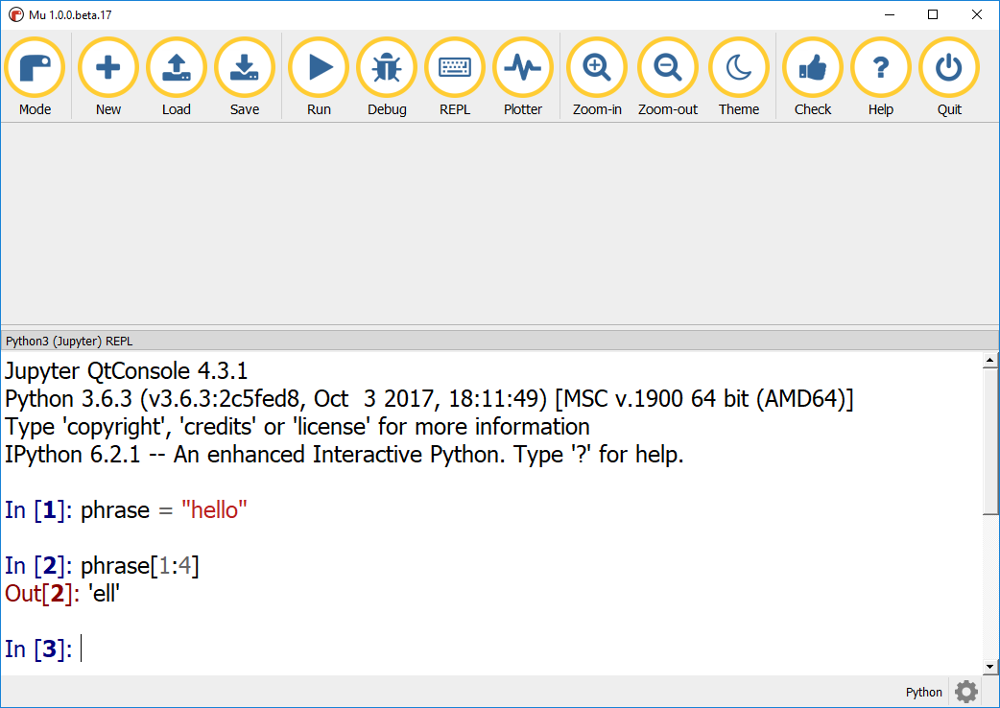 Mu 1.0.0.beta.17
Mode New Load Save Run Debug REPL Plotter Zoom-in Zoom-out Theme Check Help Quit
Python3 (Jupyter) REPL
Jupyter QtConsole 4.3.1
Python 3.6.3 (v3.6.3:2c5fed8, Oct  3 2017, 18:11:49) [MSC v.1900 64 bit (AMD64)]
Type 'copyright', 'credits' or 'license' for more information
IPython 6.2.1 -- An enhanced Interactive Python. Type '?' for help.
In [1]: phrase = "hello"
In [2]: phrase[1:4]
Out[2]: 'ell'
In [3]:
Python